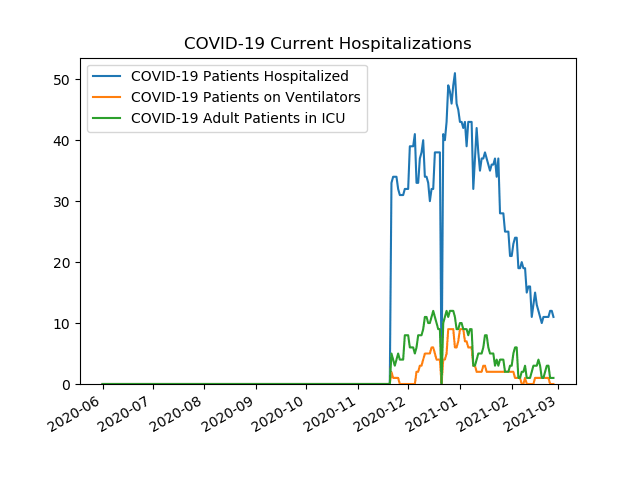 COVID-19 Current Hospitalizations
COVID-19 Patients Hospitalized
COVID-19 Patients on Ventilators
COVID-19 Adult Patients in ICU
50
40
30
20
10
0
2020-06 2020-07 2020-08 2020-09 2020-10 2020-11 2020-12 2021-01 2021-02 2021-03